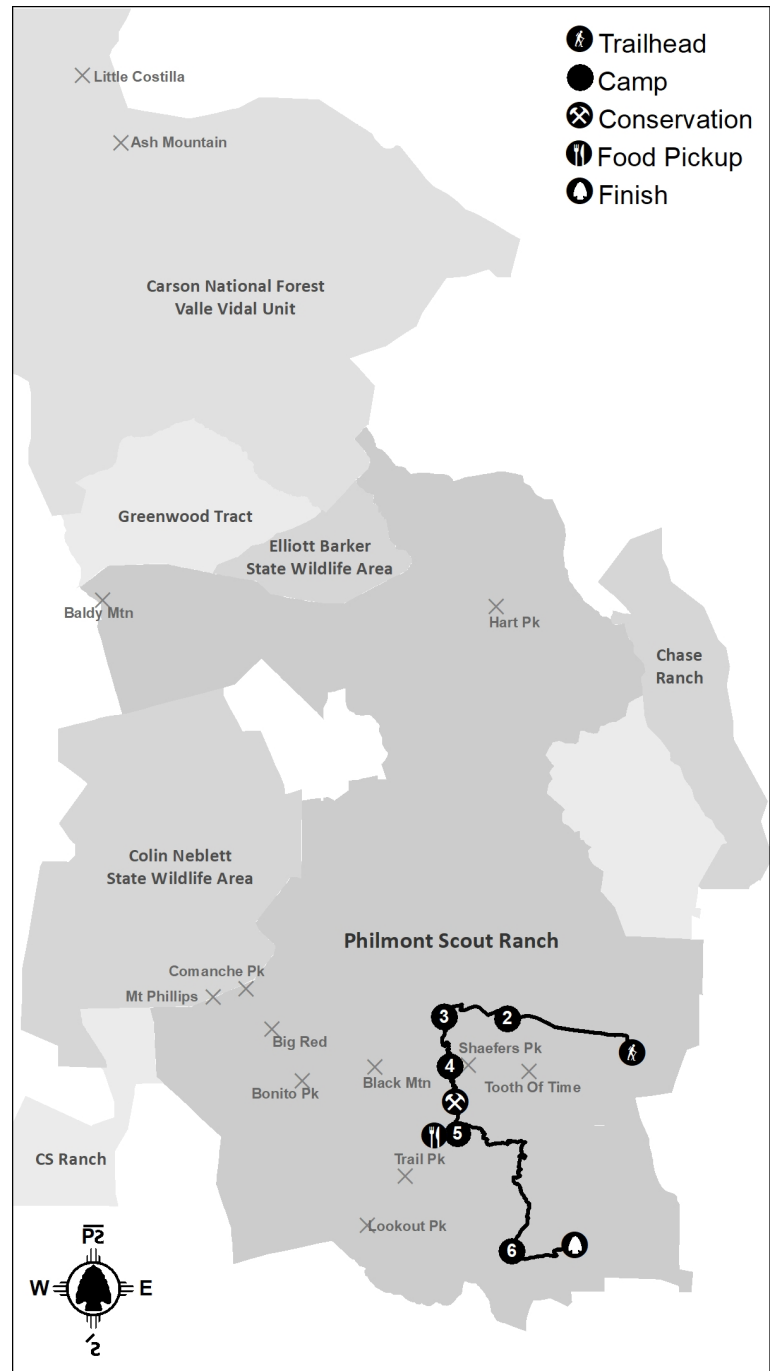 Trailhead
Camp
Conservation
Food Pickup
Finish
Little Costilla
Ash Mountain
Carson National Forest
Valle Vidal Unit
Greenwood Tract
Elliott Barker
State Wildlife Area
Baldy Mtn
Hart Pk
Chase
Ranch
Colin Neblett
State Wildlife Area
Philmont Scout Ranch
Comanche Pk
Mt Phillips
3
2
Big Red
Shaefers Pk
4
Black Mtn
Tooth Of Time
Bonito Pk
5
CS Ranch
Trail Pk
Lookout Pk
6
W
E